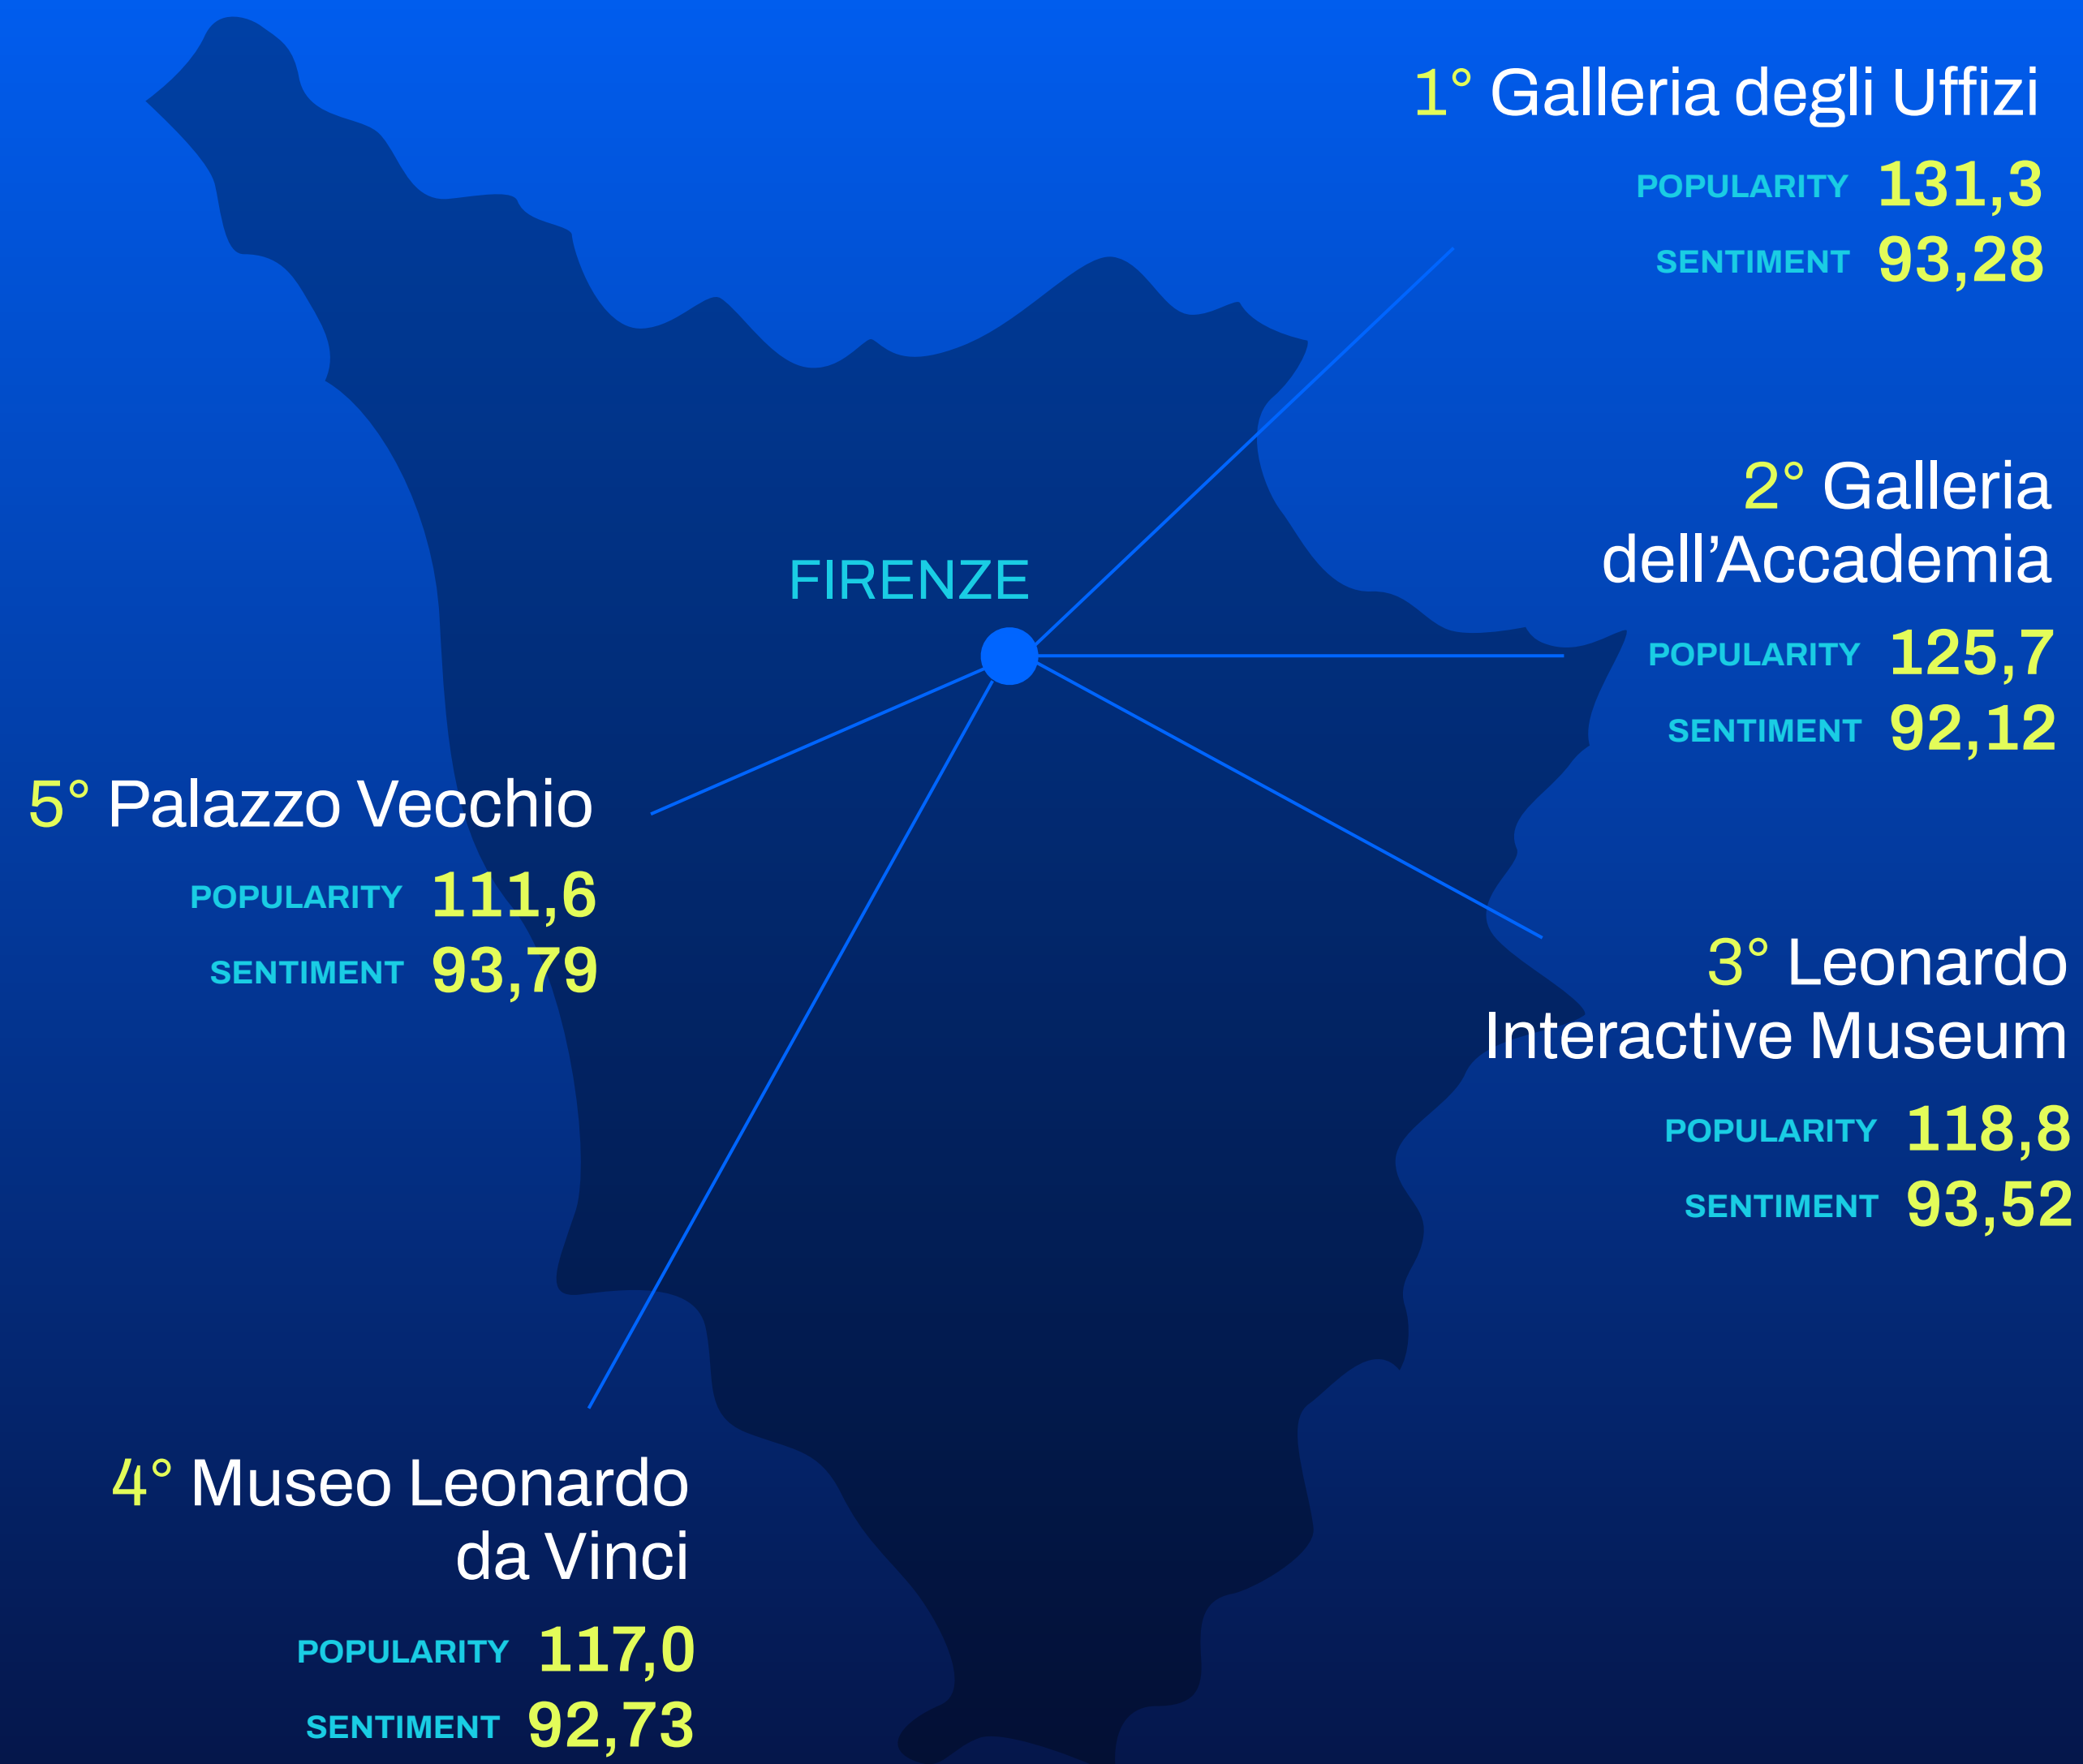 1° Galleria degli Uffizi
POPULARITY 131,3
SENTIMENT 93,28
2° Galleria
dell’Accademia
POPULARITY 125,7
SENTIMENT 92,12
FIRENZE
5° Palazzo Vecchio
POPULARITY 111,6
SENTIMENT 93,79
3° Leonardo
Interactive Museum
POPULARITY 118,8
SENTIMENT 93,52
4° Museo Leonardo
da Vinci
POPULARITY 117,0
SENTIMENT 92,73